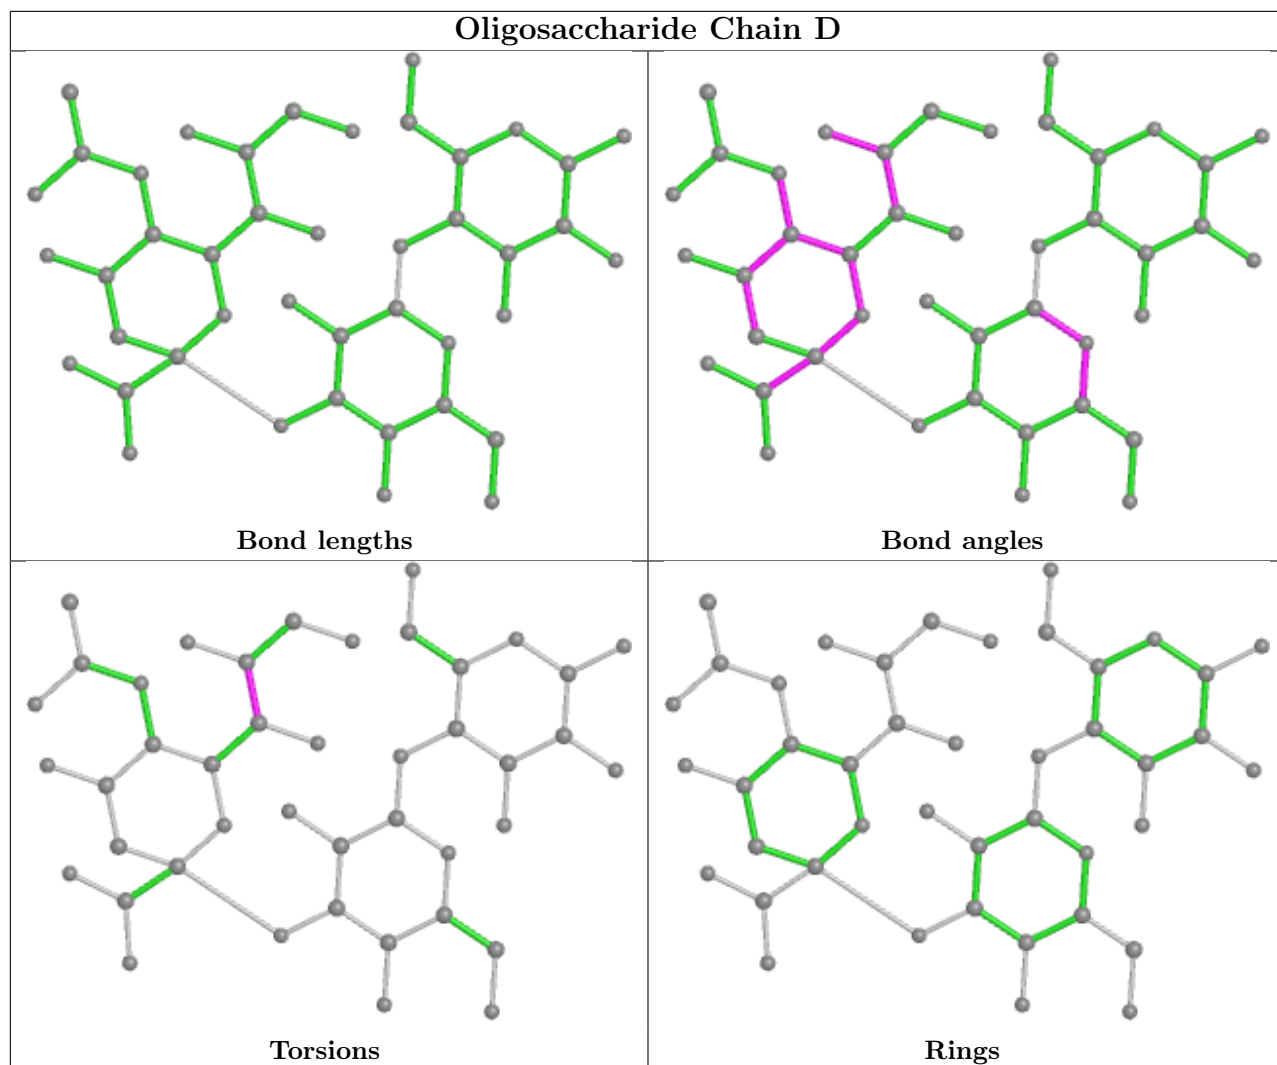 Oligosaccharide Chain D
Bond lengths
Bond angles
Torsions
Rings